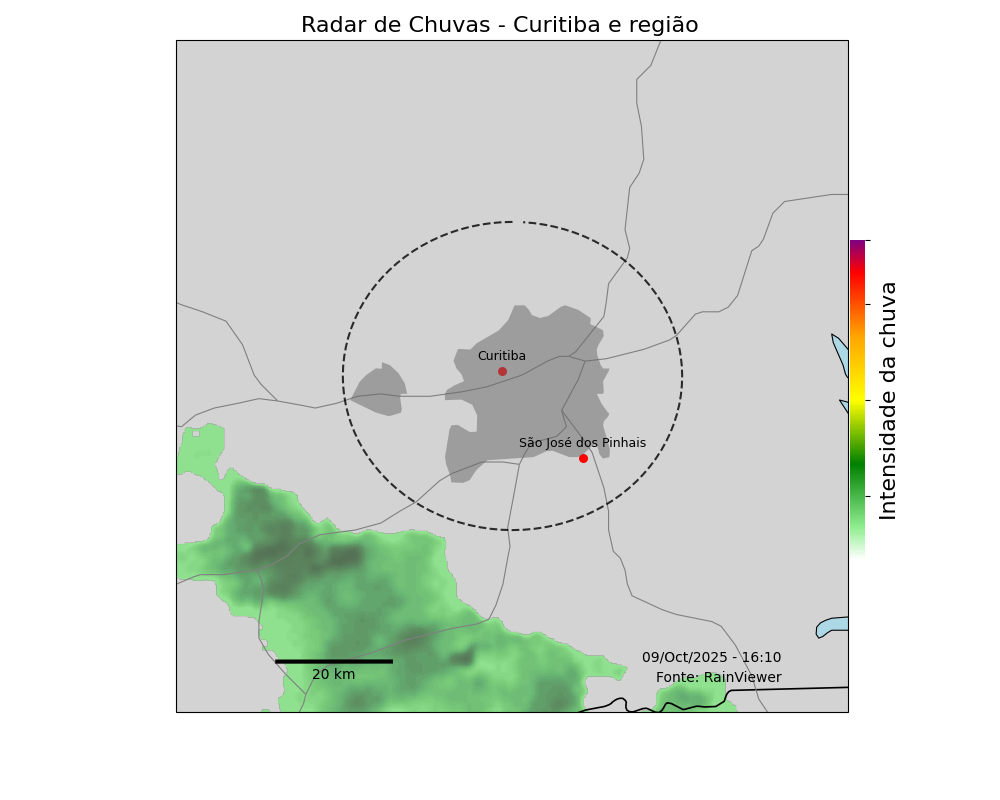 Radar de Chuvas - Curitiba e região
Curitiba
São José dos Pinhais
Intensidade da chuva
09/Oct/2025 - 16:10
Fonte: RainViewer
20 km